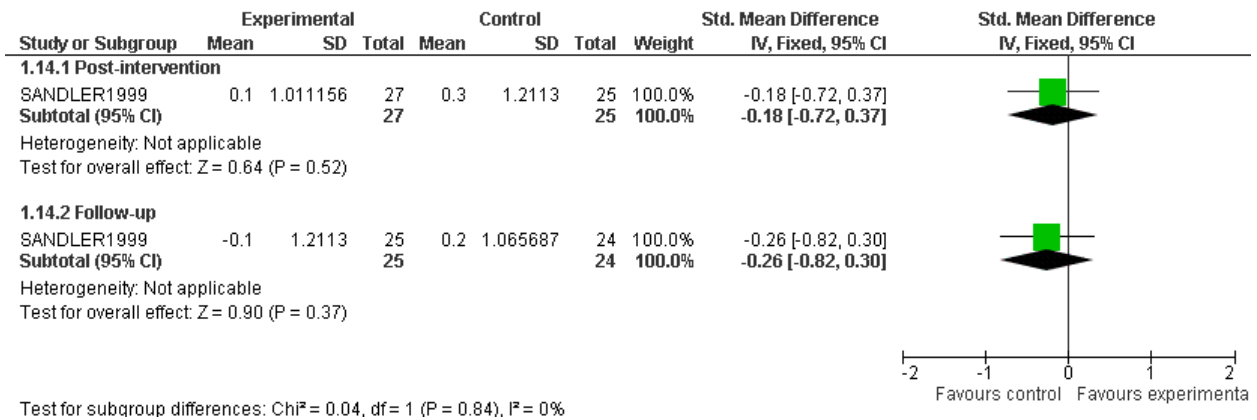 Experimental Control Std. Mean Difference Std. Mean Difference
Study or Subgroup Mean SD Total Mean SD Total Weight IV, Fixed, 95% CI IV, Fixed, 95% CI
1.14.1 Post-intervention
SANDLER1999 0.1 1.011156 27 0.3 1.2113 25 100.0% -0.18 [-0.72, 0.37]
Subtotal (95% CI) 27 25 100.0% -0.18 [-0.72, 0.37]
Heterogeneity: Not applicable
Test for overall effect: Z = 0.64 (P = 0.52)
1.14.2 Follow-up
SANDLER1999 -0.1 1.2113 25 0.2 1.065687 24 100.0% -0.26 [-0.82, 0.30]
Subtotal (95% CI) 25 24 100.0% -0.26 [-0.82, 0.30]
Heterogeneity: Not applicable
Test for overall effect: Z = 0.90 (P = 0.37)
-2 -1 0 1 2
Favours control Favours experimenta
Test for subgroup differences: Chi² = 0.04, df = 1 (P = 0.84), I² = 0%